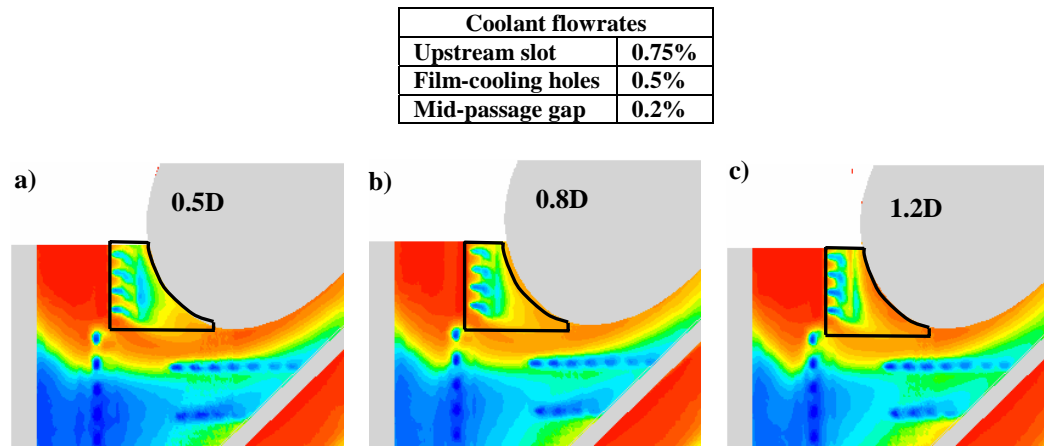 Coolant flowrates
Upstream slot 0.75%
Film-cooling holes 0.5%
Mid-passage gap 0.2%
a) 0.5D
b) 0.8D
c) 1.2D